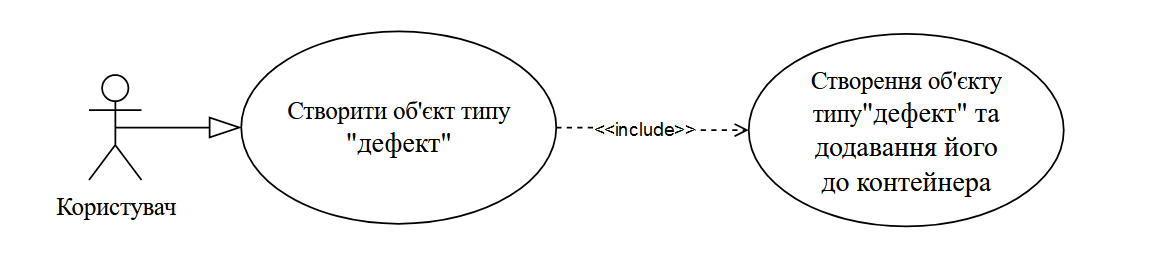 Створити об'єкт типу
"дефект"
<<include>>
Створення об'єкту
типу"дефект" та
додавання його
до контейнера
Користувач